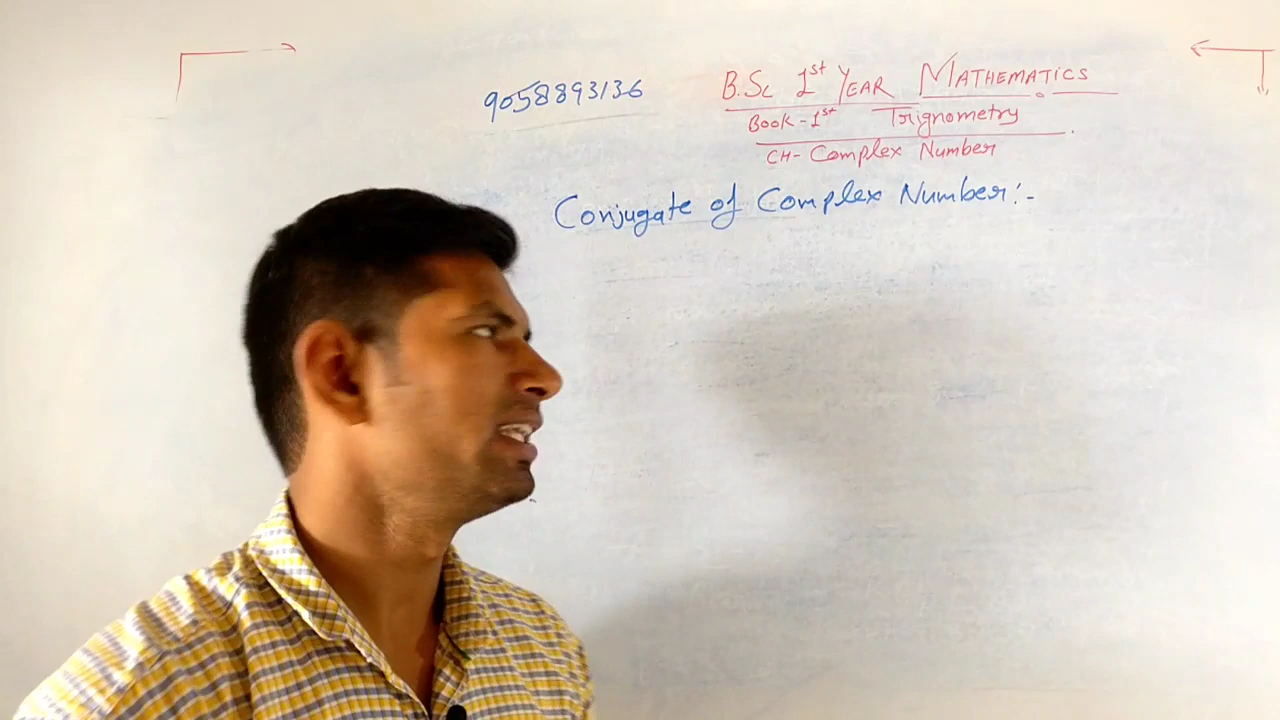 9058893136
B.Sc 1st YEAR MATHEMATICS
Book-1st Trignometry
CH- Complex Number
Conjugate of Complex Number:-